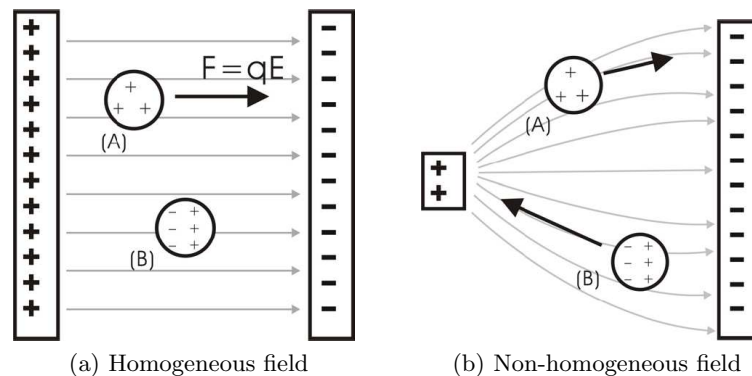 F=qE
(A)
(B)
(A)
(B)
(a) Homogeneous field
(b) Non-homogeneous field